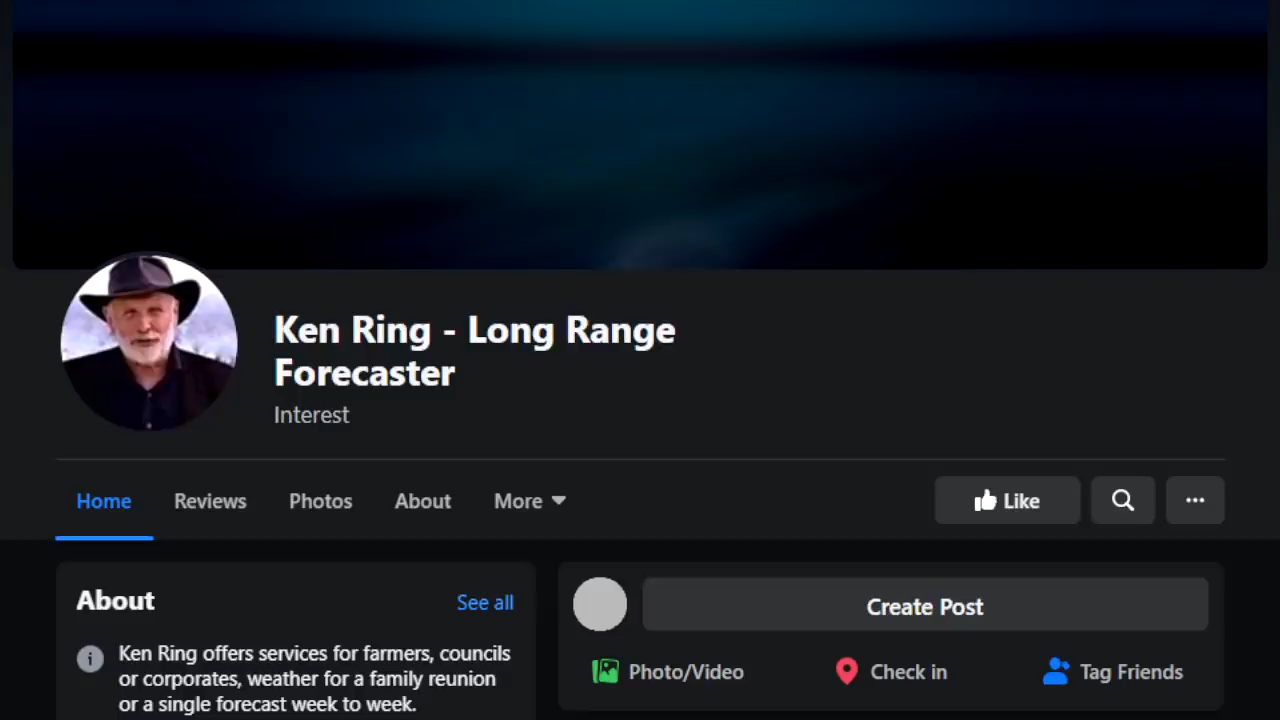 Ken Ring - Long Range
Forecaster
Interest
Home
Reviews
Photos
About
More
Like
About
See all
Ken Ring offers services for farmers, councils
or corporates, weather for a family reunion
or a single forecast week to week.
Create Post
Photo/Video
Check in
Tag Friends